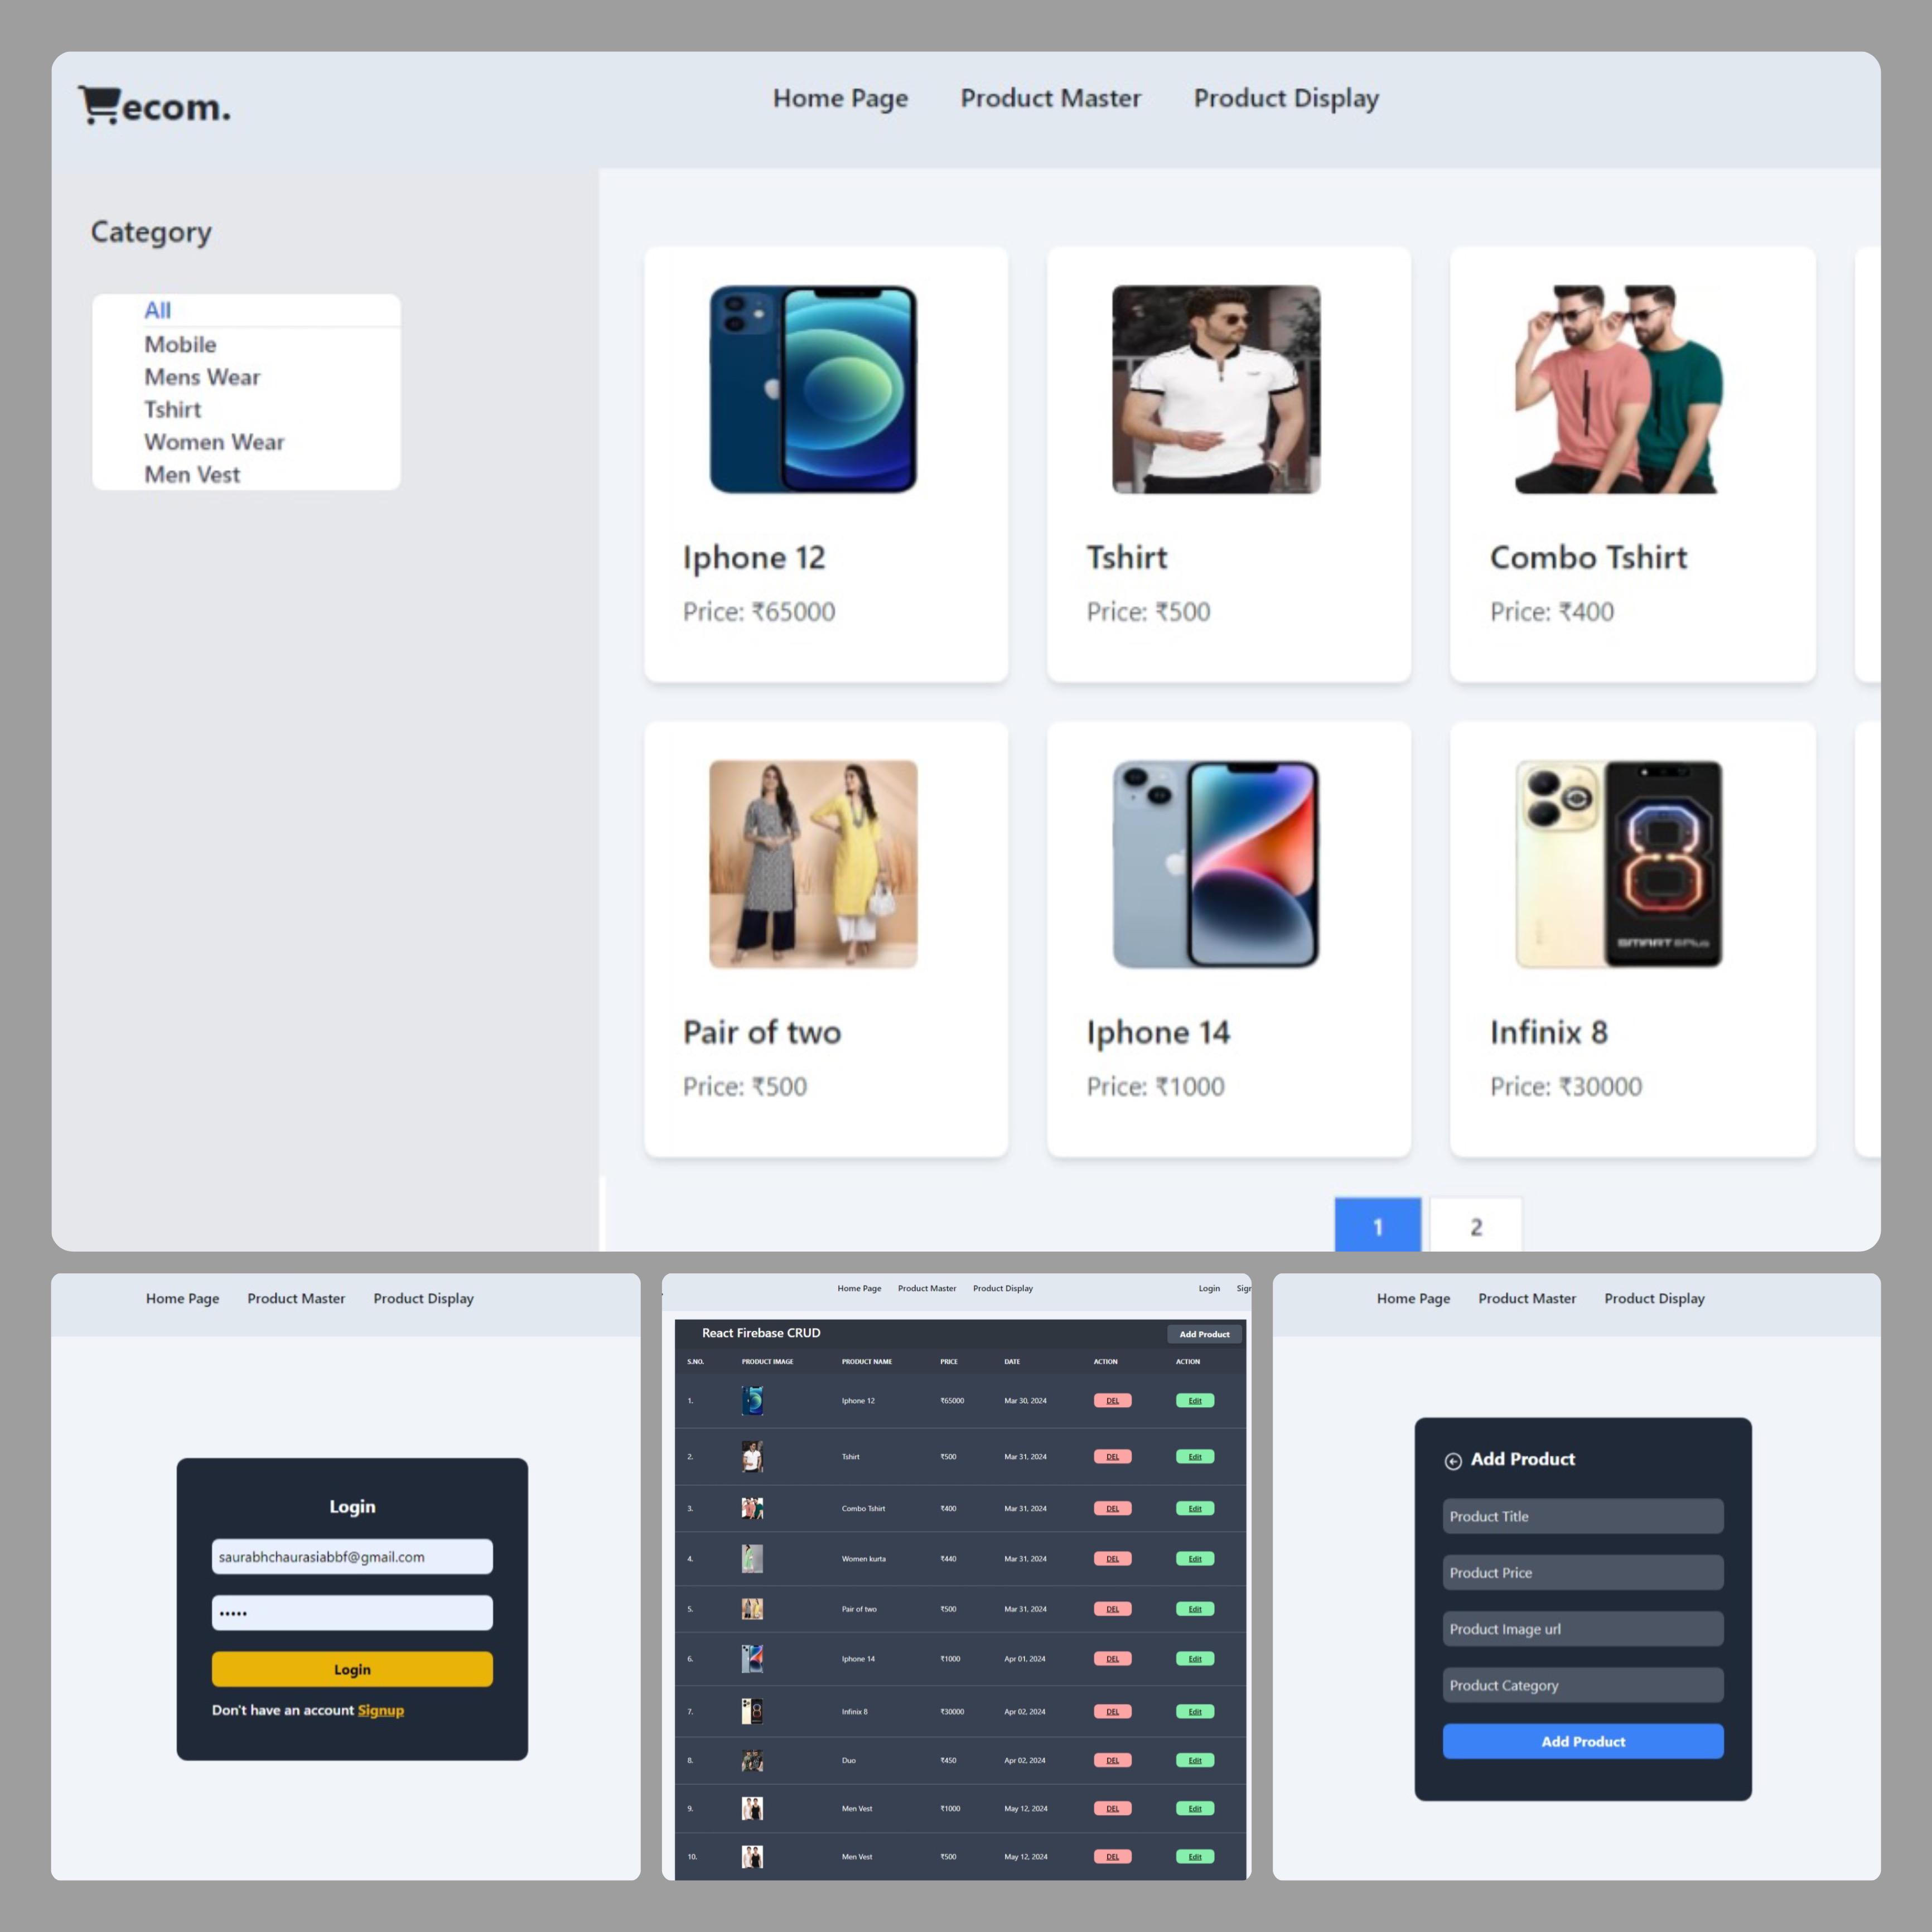 ecom.
Home Page Product Master Product Display
Category
All
Mobile
Mens Wear
Tshirt
Women Wear
Men Vest
Iphone 12
Price: ₹65000
Tshirt
Price: ₹500
Combo Tshirt
Price: ₹400
SMART 8 Plus
Pair of two
Price: ₹500
Iphone 14
Price: ₹1000
Infinix 8
Price: ₹30000
1 2
Home Page Product Master Product Display
Login
saurabhchaurasiabbf@gmail.com
•••••
Login
Don't have an account Signup
Home Page Product Master Product Display Login
React Firebase CRUD Add Product
S.NO. PRODUCT IMAGE PRODUCT NAME PRICE DATE ACTION ACTION
1. Iphone 12 ₹65000 Mar 30, 2024 DEL Edit
2. Tshirt ₹500 Mar 31, 2024 DEL Edit
3. Combo Tshirt ₹400 Mar 31, 2024 DEL Edit
4. Women kurta ₹440 Mar 31, 2024 DEL Edit
5. Pair of two ₹500 Mar 31, 2024 DEL Edit
6. Iphone 14 ₹1000 Apr 01, 2024 DEL Edit
7. Infinix 8 ₹30000 Apr 02, 2024 DEL Edit
8. Duo ₹450 Apr 02, 2024 DEL Edit
9. Men Vest ₹1000 May 12, 2024 DEL Edit
10. Men Vest ₹500 May 12, 2024 DEL Edit
Home Page Product Master Product Display
Add Product
Product Title
Product Price
Product Image url
Product Category
Add Product